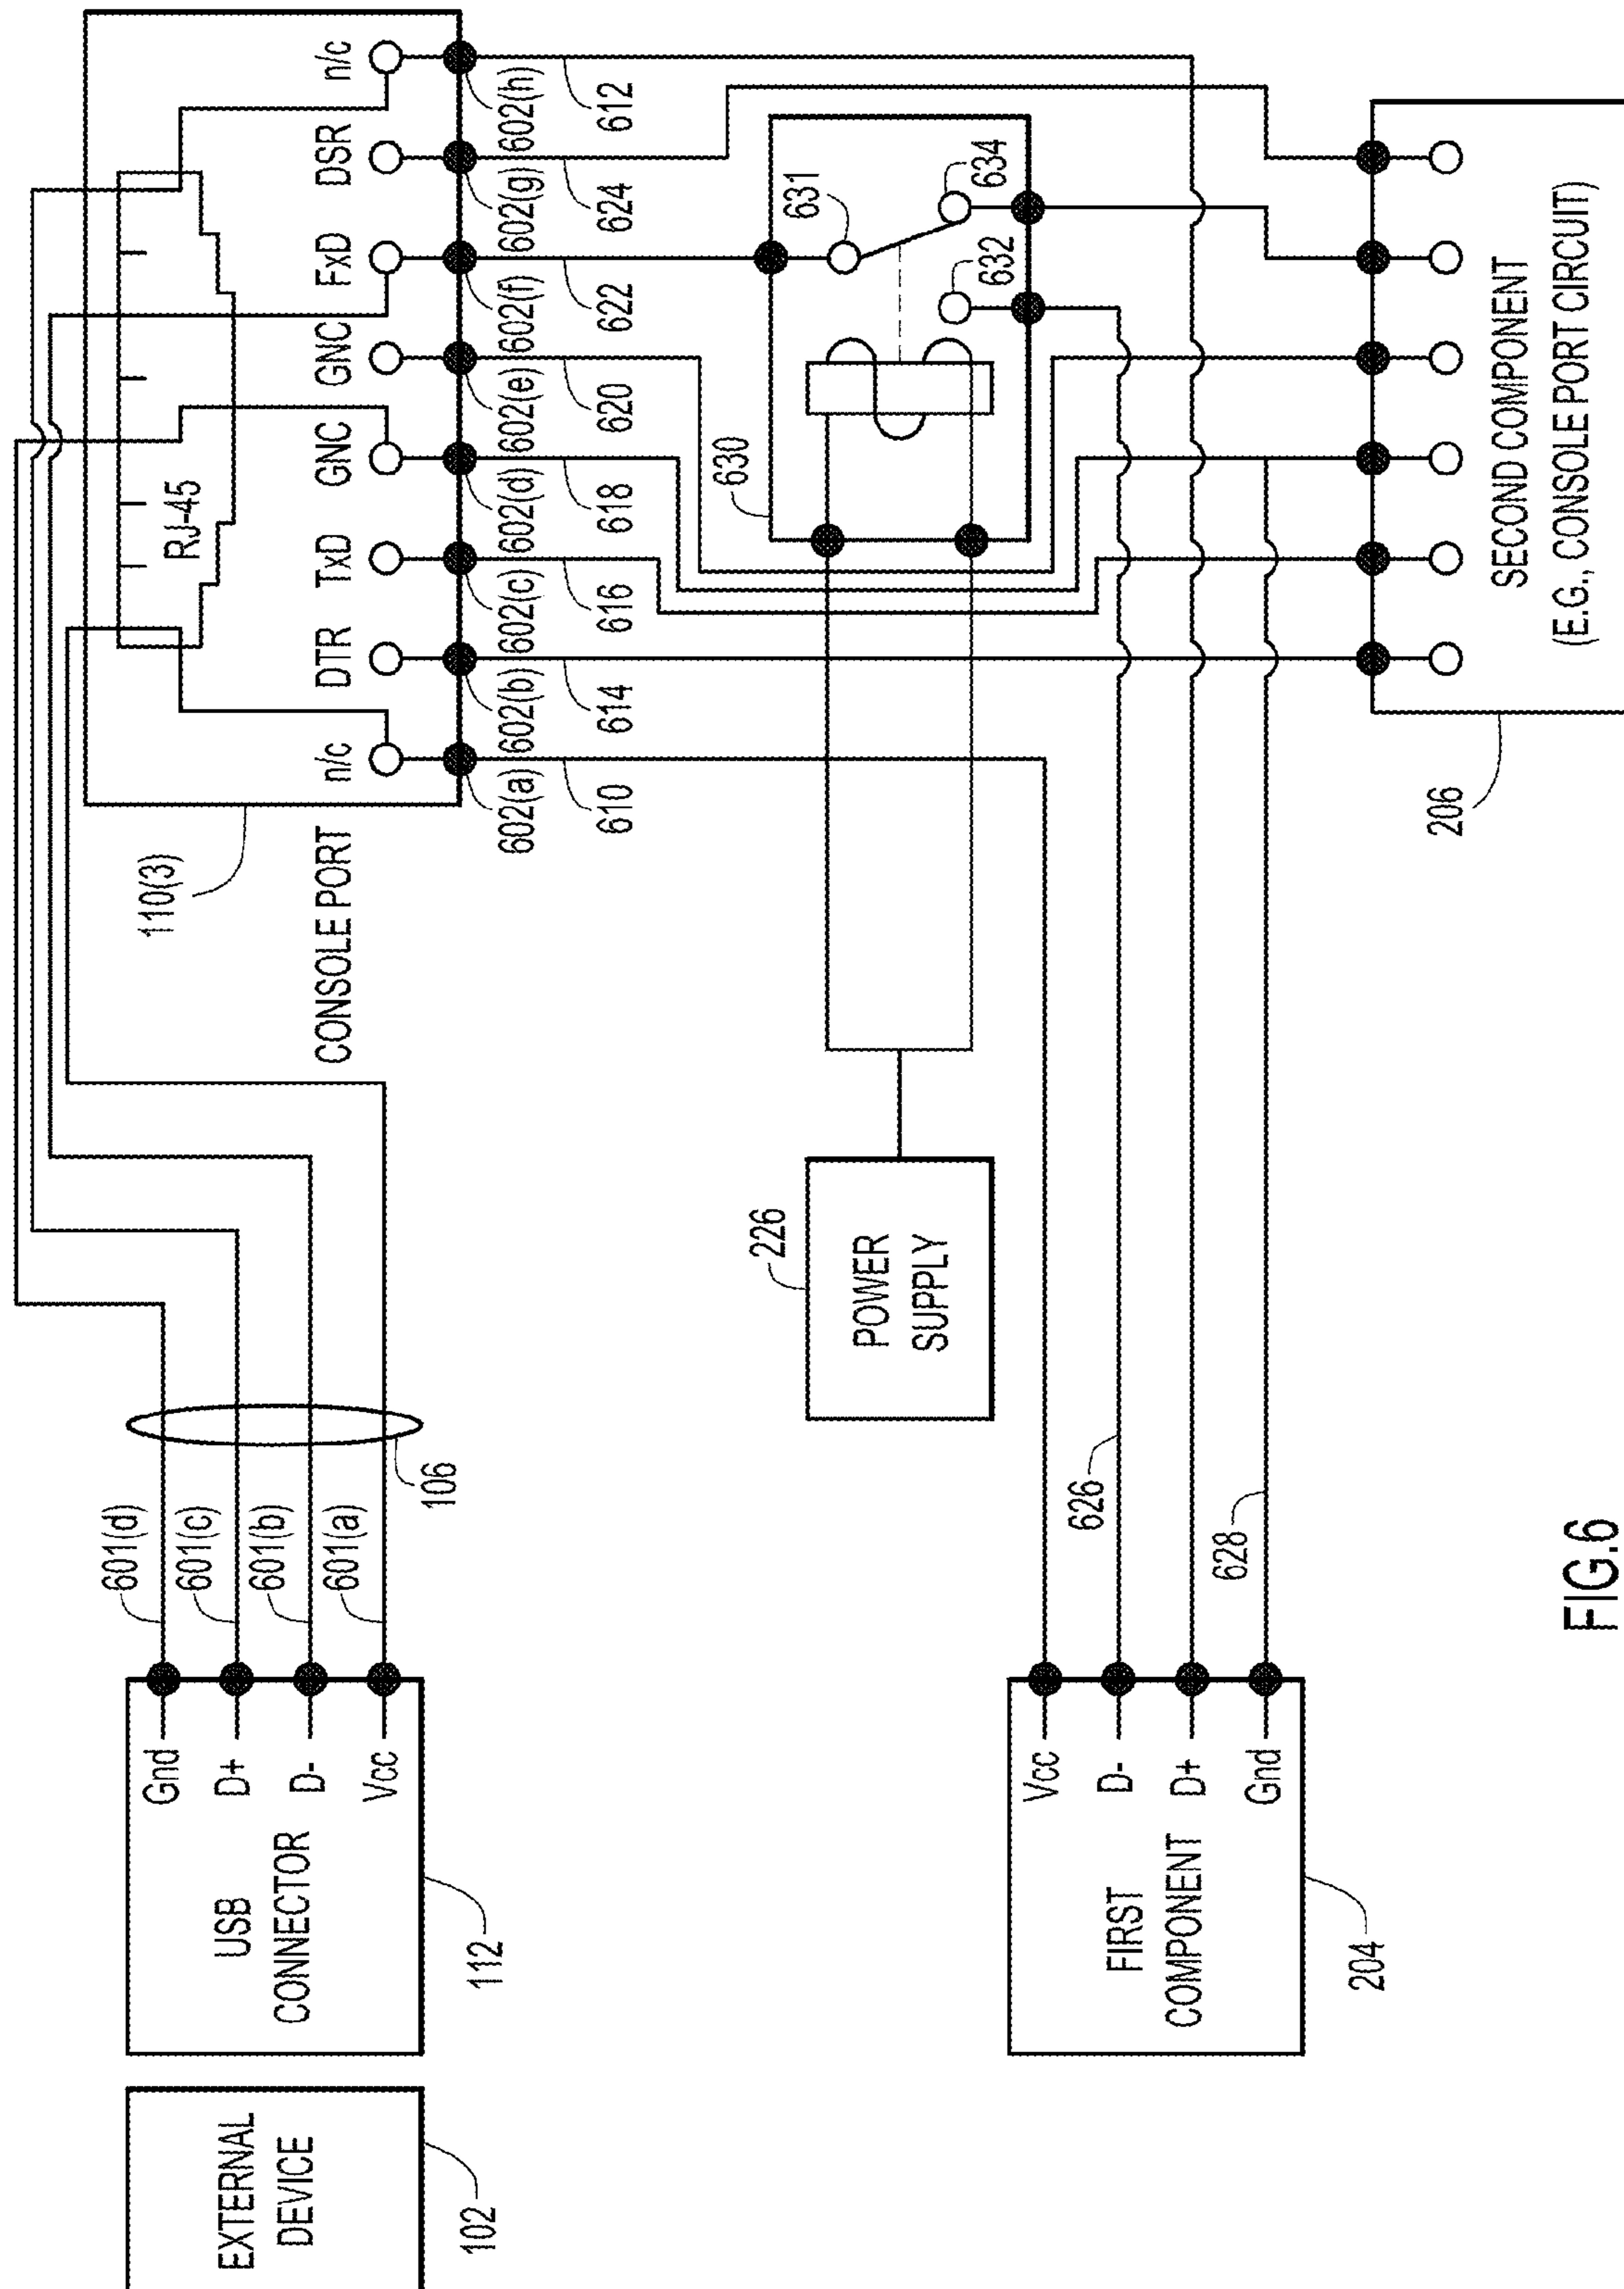 EXTERNAL
DEVICE
102
USB
CONNECTOR
112
Gnd
D+
D-
Vcc
601(d)
601(c)
601(b)
601(a)
106
CONSOLE PORT
110(3)
RJ-45
n/c
DTR
TxD
GNC
GNC
FxD
DSR
n/c
602(a)
602(b)
602(c)
602(d)
602(e)
602(f)
602(g)
602(h)
610
614
616
618
620
622
624
612
630
631
632
634
POWER
SUPPLY
226
FIRST
COMPONENT
204
Vcc
D-
D+
Gnd
626
628
SECOND COMPONENT
(E.G., CONSOLE PORT CIRCUIT)
206
FIG.6